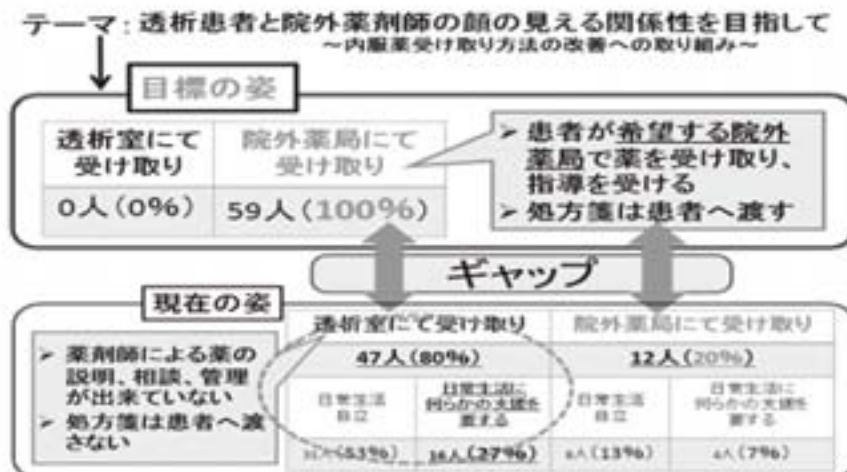 テーマ：透析患者と院外薬剤師の顔の見える関係性を目指して
～内服薬受け取り方法の改善への取り組み～
目標の姿
透析室にて
受け取り
院外薬局にて
受け取り
0人(0%)
59人(100%)
➢ 患者が希望する院外
薬局で薬を受け取り、
指導を受ける
➢ 処方箋は患者へ渡す
ギャップ
現在の姿
➢ 薬剤師による薬の
説明、相談、管理
が出来ていない
➢ 処方箋は患者へ渡
さない
透析室にて受け取り
院外薬局にて受け取り
47人(80%)
12人(20%)
日常生活
自立
日常生活に
何らかの支援を
要する
日常生活
自立
日常生活に
何らかの支援を
要する
(53%)
16人(27%)
8人(13%)
4人(7%)